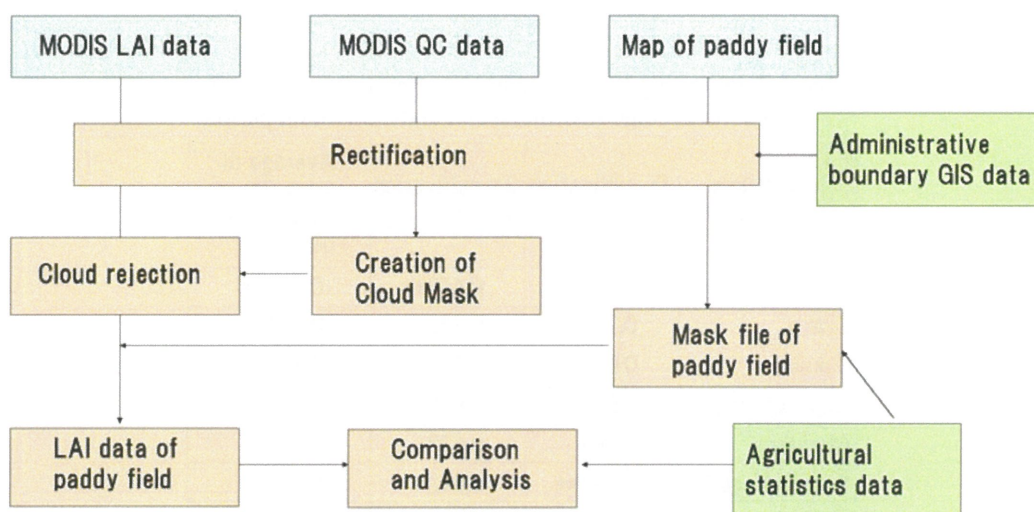 MODIS LAI data
MODIS QC data
Map of paddy field
Rectification
Administrative
boundary GIS data
Cloud rejection
Creation of
Cloud Mask
Mask file of
paddy field
LAI data of
paddy field
Comparison
and Analysis
Agricultural
statistics data